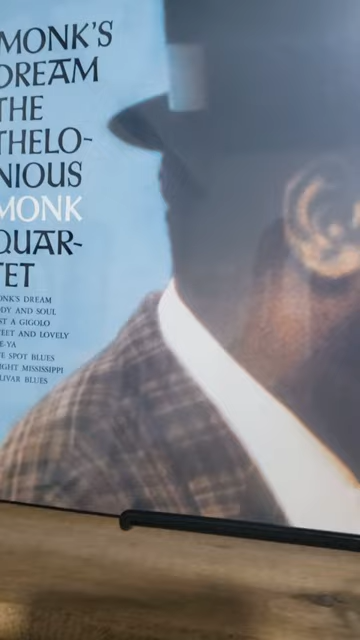 MONK'S
DREAM
THE
THELO-
NIOUS
MONK
QUAR-
TET
ONK'S DREAM
DY AND SOUL
ST A GIGOLO
EET AND LOVELY
E-YA
E SPOT BLUES
IGHT MISSISSIPPI
LIVAR BLUES